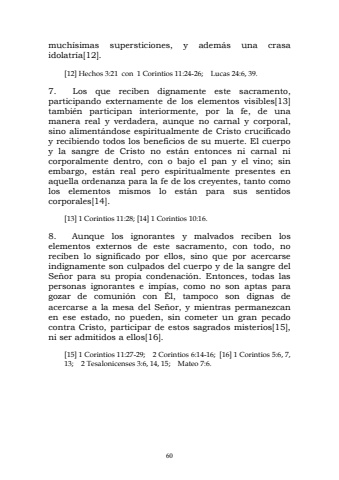 muchísimas supersticiones, y además una crasa
idolatría[12].
[12] Hechos 3:21 con 1 Corintios 11:24-26; Lucas 24:6, 39.
7. Los que reciben dignamente este sacramento,
participando externamente de los elementos visibles[13]
también participan interiormente, por la fe, de una
manera real y verdadera, aunque no carnal y corporal,
sino alimentándose espiritualmente de Cristo crucificado
y recibiendo todos los beneficios de su muerte. El cuerpo
y la sangre de Cristo no están entonces ni carnal ni
corporalmente dentro, con o bajo el pan y el vino; sin
embargo, están real pero espiritualmente presentes en
aquella ordenanza para la fe de los creyentes, tanto como
los elementos mismos lo están para sus sentidos
corporales[14].
[13] 1 Corintios 11:28; [14] 1 Corintios 10:16.
8. Aunque los ignorantes y malvados reciben los
elementos externos de este sacramento, con todo, no
reciben lo significado por ellos, sino que por acercarse
indignamente son culpados del cuerpo y de la sangre del
Señor para su propia condenación. Entonces, todas las
personas ignorantes e impías, como no son aptas para
gozar de comunión con Él, tampoco son dignas de
acercarse a la mesa del Señor, y mientras permanzcan
en ese estado, no pueden, sin cometer un gran pecado
contra Cristo, participar de estos sagrados misterios[15],
ni ser admitidos a ellos[16].
[15] 1 Corintios 11:27-29; 2 Corintios 6:14-16; [16] 1 Corintios 5:6, 7,
13; 2 Tesalonicenses 3:6, 14, 15; Mateo 7:6.
60